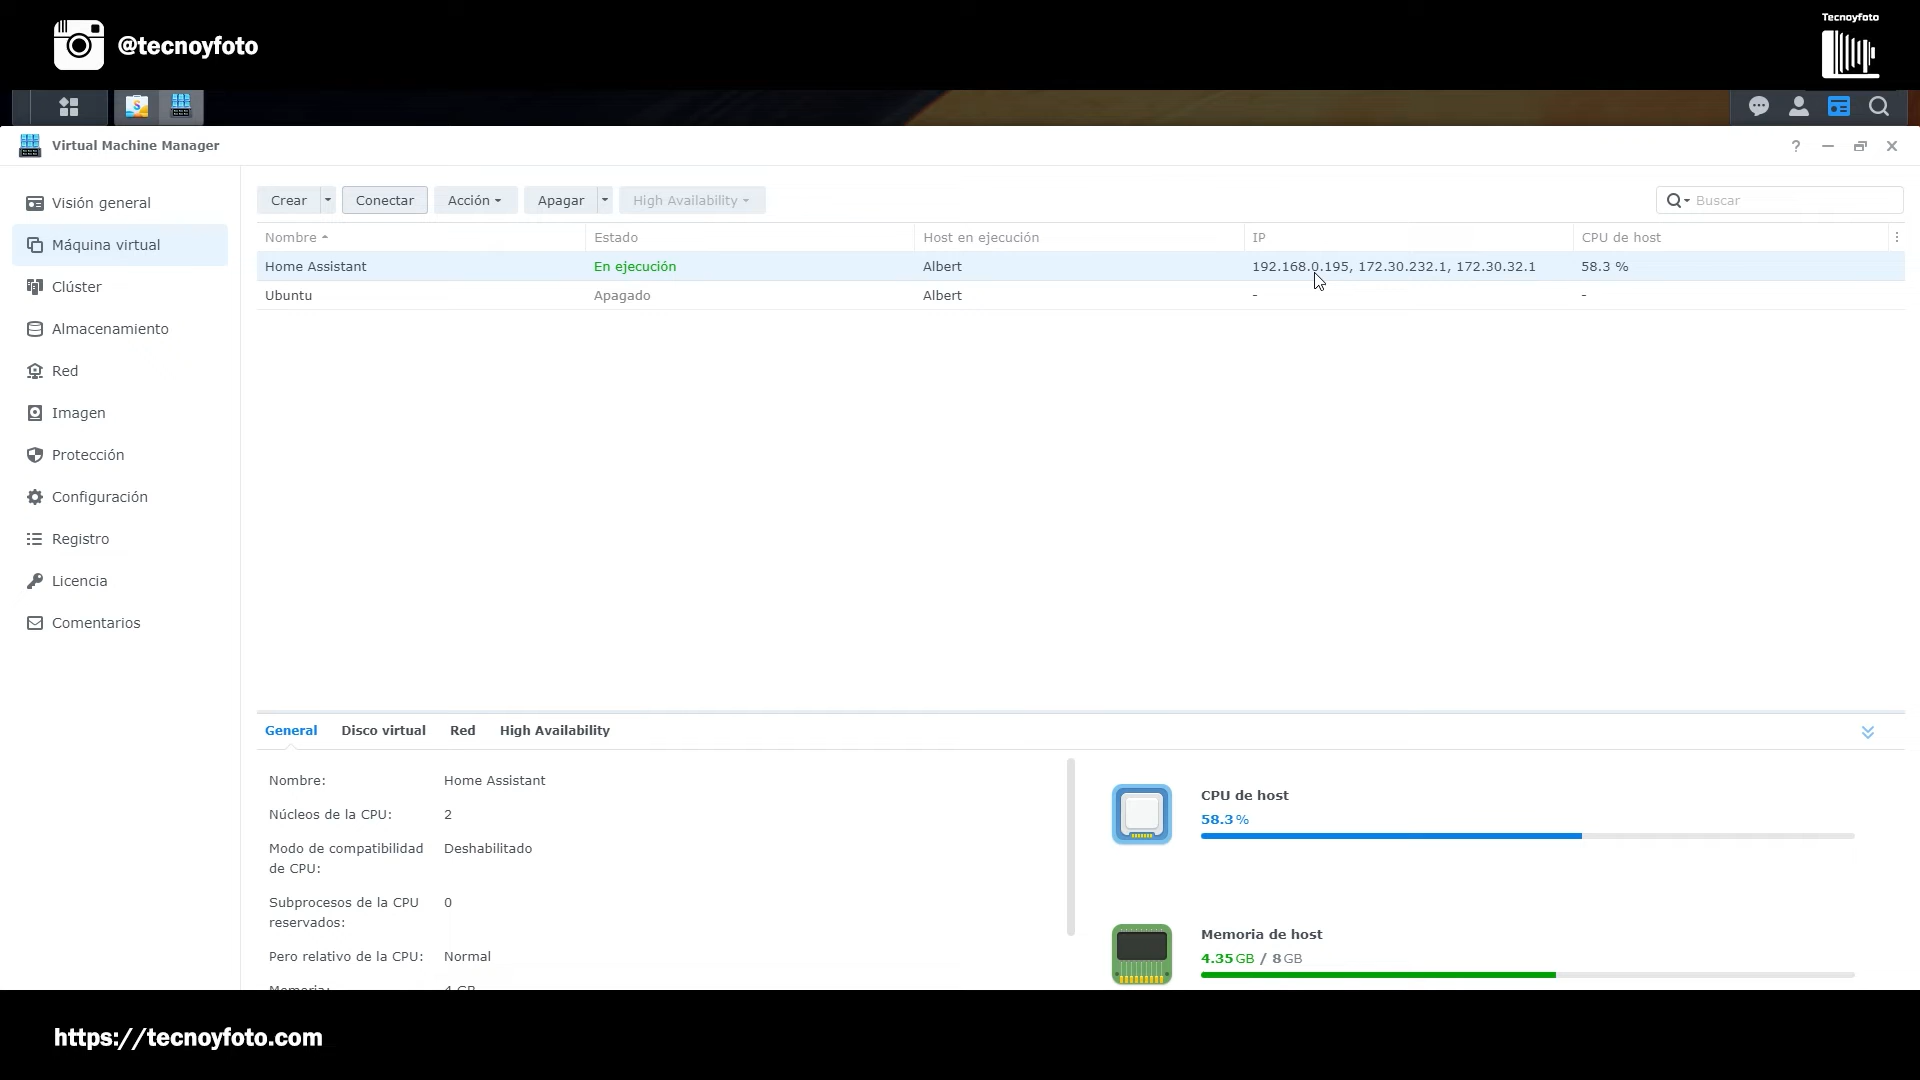 @tecnoyfoto
Tecnoyfoto
Virtual Machine Manager
Visión general
Máquina virtual
Clúster
Almacenamiento
Red
Imagen
Protección
Configuración
Registro
Licencia
Comentarios
Crear Conectar Acción Apagar High Availability Buscar
Nombre Estado Host en ejecución IP CPU de host
Home Assistant En ejecución Albert 192.168.0.195, 172.30.232.1, 172.30.32.1 58.3 %
Ubuntu Apagado Albert - -
General Disco virtual Red High Availability
Nombre: Home Assistant
Núcleos de la CPU: 2
Modo de compatibilidad Deshabilitado
de CPU:
Subprocesos de la CPU 0
reservados:
Pero relativo de la CPU: Normal
Memoria: 4 GB
CPU de host
58.3 %
Memoria de host
4.35 GB / 8 GB
https://tecnoyfoto.com